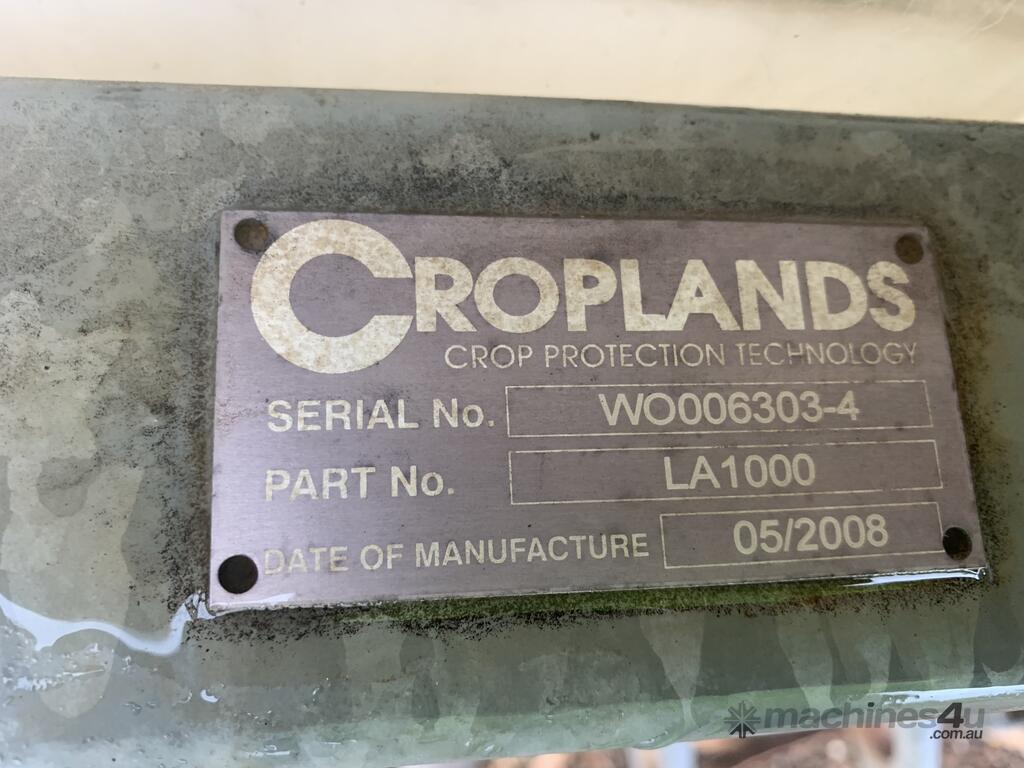 CROPLANDS
CROP PROTECTION TECHNOLOGY
SERIAL No. WO006303-4
PART No. LA1000
DATE OF MANUFACTURE 05/2008
machines4u
.com.au